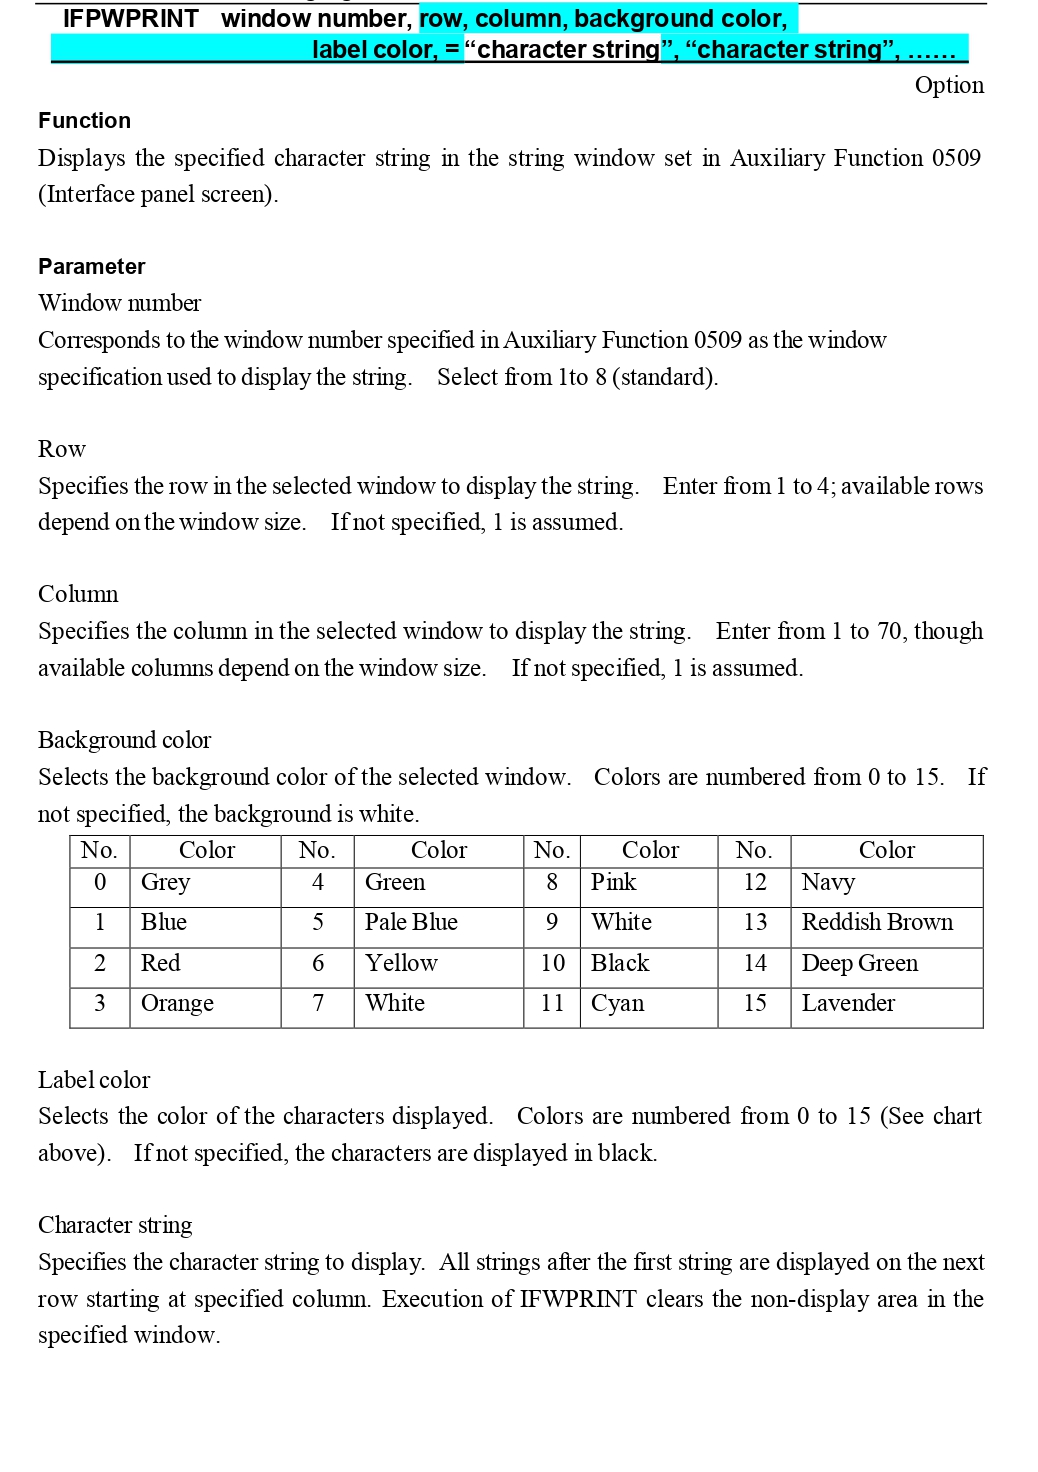 IFPWPRINT window number, row, column, background color,
label color, = “character string”, “character string”, ……
Option
Function
Displays the specified character string in the string window set in Auxiliary Function 0509
(Interface panel screen).
Parameter
Window number
Corresponds to the window number specified in Auxiliary Function 0509 as the window
specification used to display the string. Select from 1to 8 (standard).
Row
Specifies the row in the selected window to display the string. Enter from 1 to 4; available rows
depend on the window size. If not specified, 1 is assumed.
Column
Specifies the column in the selected window to display the string. Enter from 1 to 70, though
available columns depend on the window size. If not specified, 1 is assumed.
Background color
Selects the background color of the selected window. Colors are numbered from 0 to 15. If
not specified, the background is white.
No. Color No. Color No. Color No. Color
0 Grey 4 Green 8 Pink 12 Navy
1 Blue 5 Pale Blue 9 White 13 Reddish Brown
2 Red 6 Yellow 10 Black 14 Deep Green
3 Orange 7 White 11 Cyan 15 Lavender
Label color
Selects the color of the characters displayed. Colors are numbered from 0 to 15 (See chart
above). If not specified, the characters are displayed in black.
Character string
Specifies the character string to display. All strings after the first string are displayed on the next
row starting at specified column. Execution of IFWPRINT clears the non-display area in the
specified window.